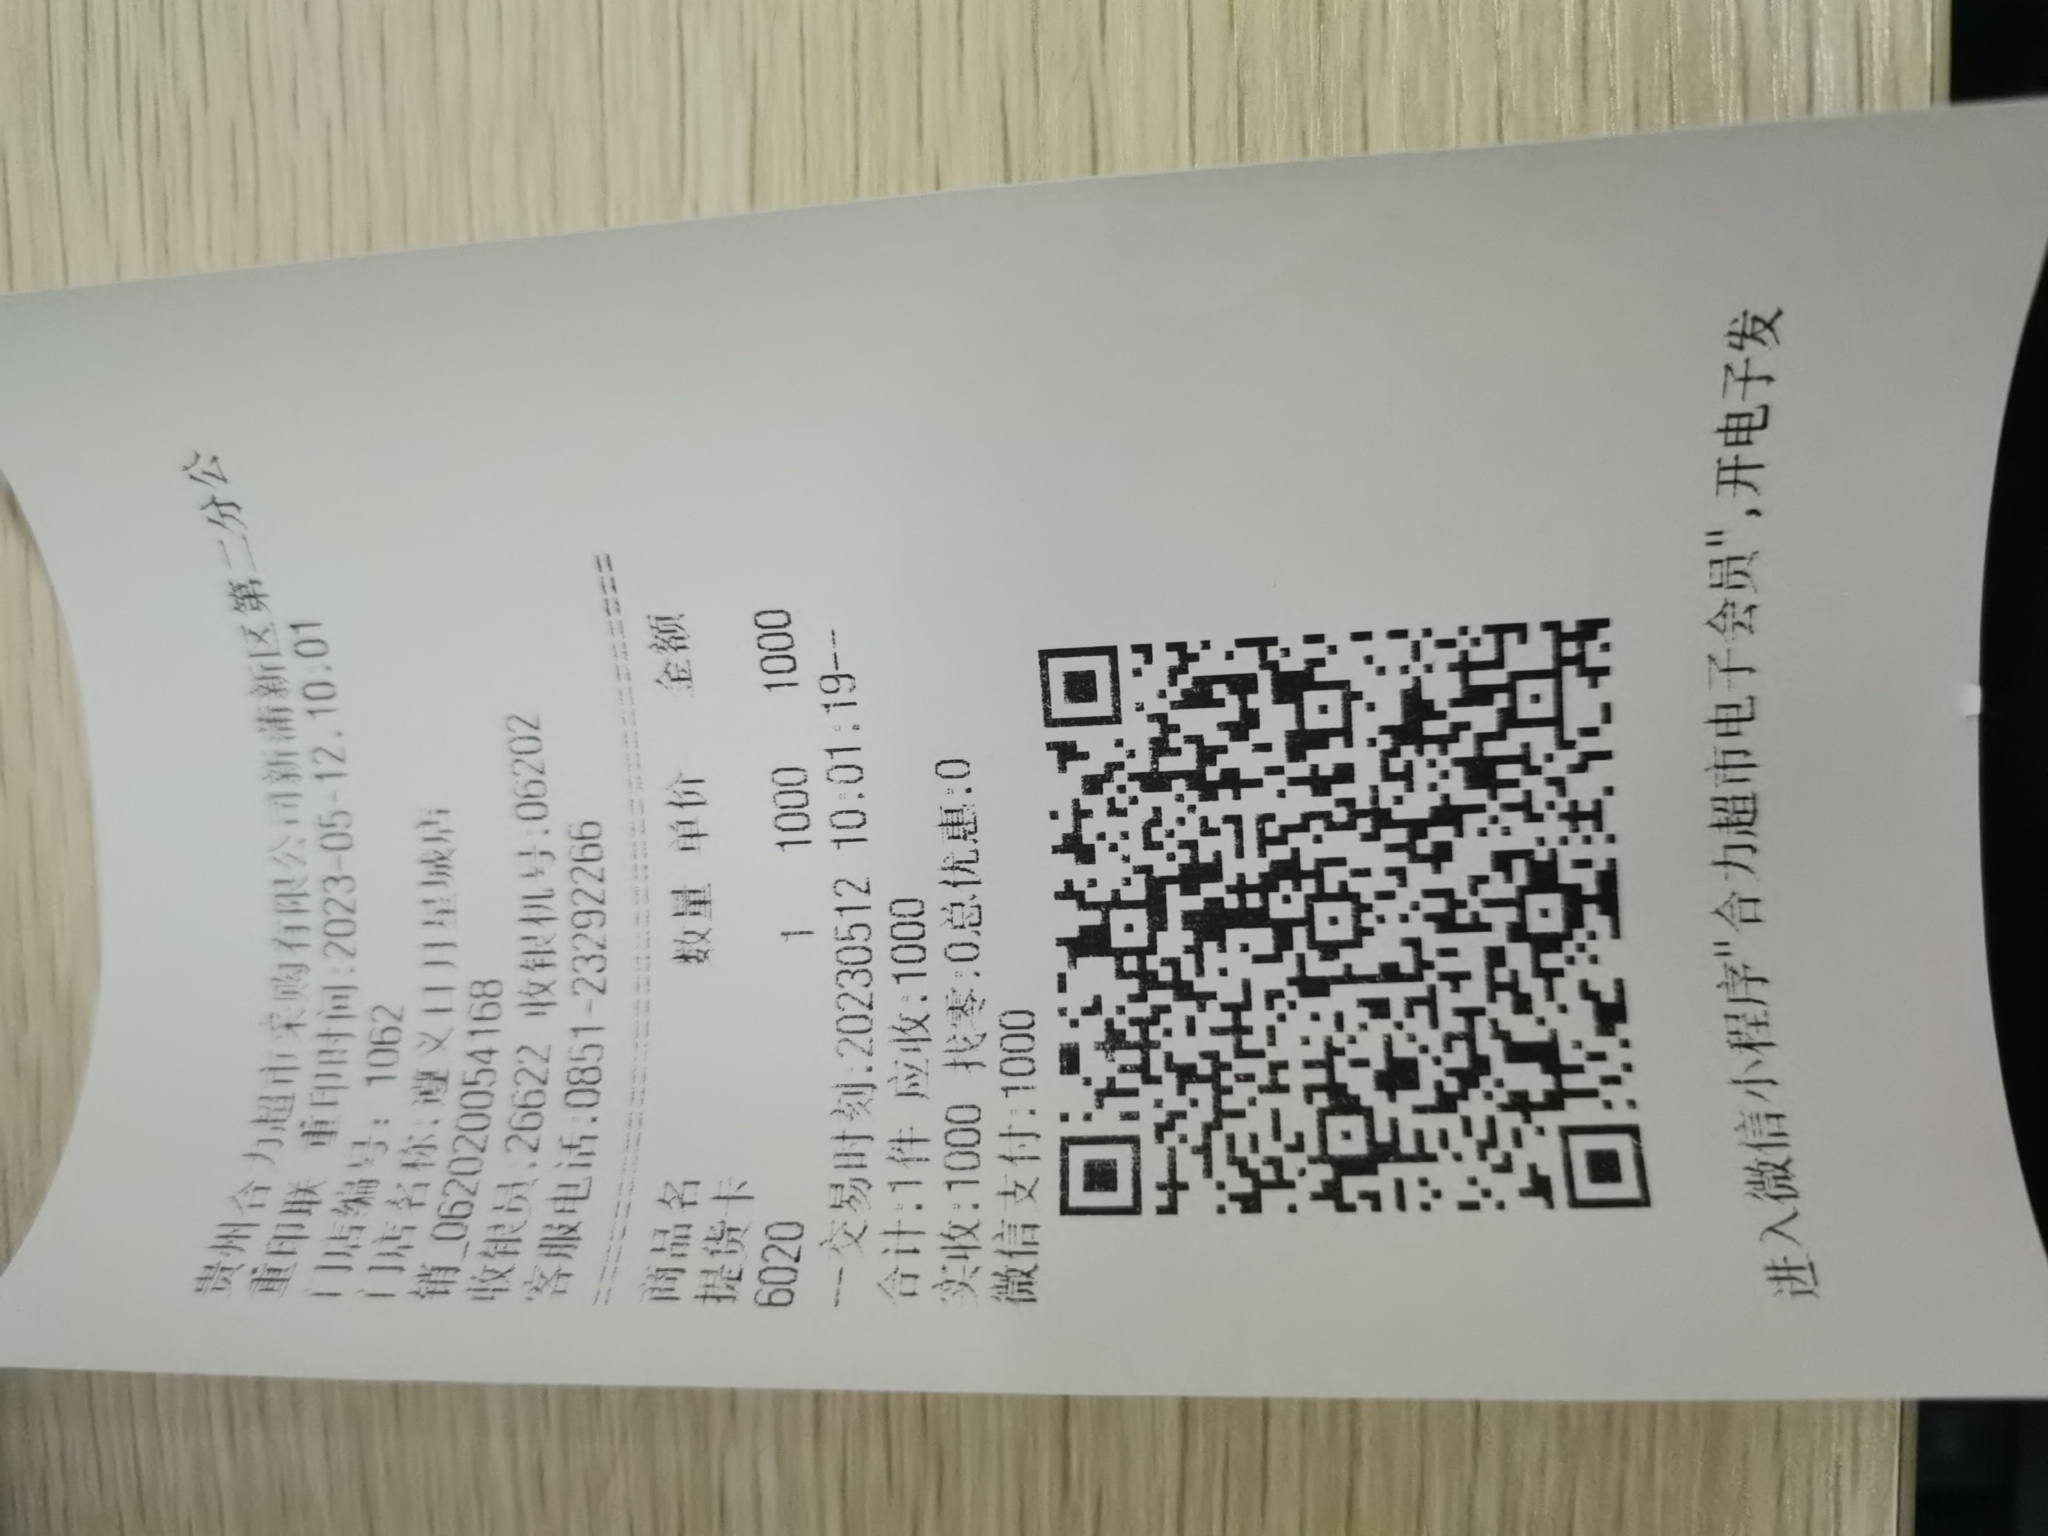 贵州合力超市采购有限公司新蒲新区第二分公
重印联 重印时间:2023-05-12.10:01
门店编号: 1062
门店名称:遵义日月星城店
销_062020054168
收银员:26622 收银机号:06202
客服电话:0851-23292266
==========================================
商品名 数量 单价 金额
提货卡
6020 1 1000 1000
--交易时刻:20230512 10:01:19--
合计:1件 应收:1000
实收:1000 找零:0总优惠:0
微信支付:1000
进入微信小程序"合力超市电子会员",开电子发